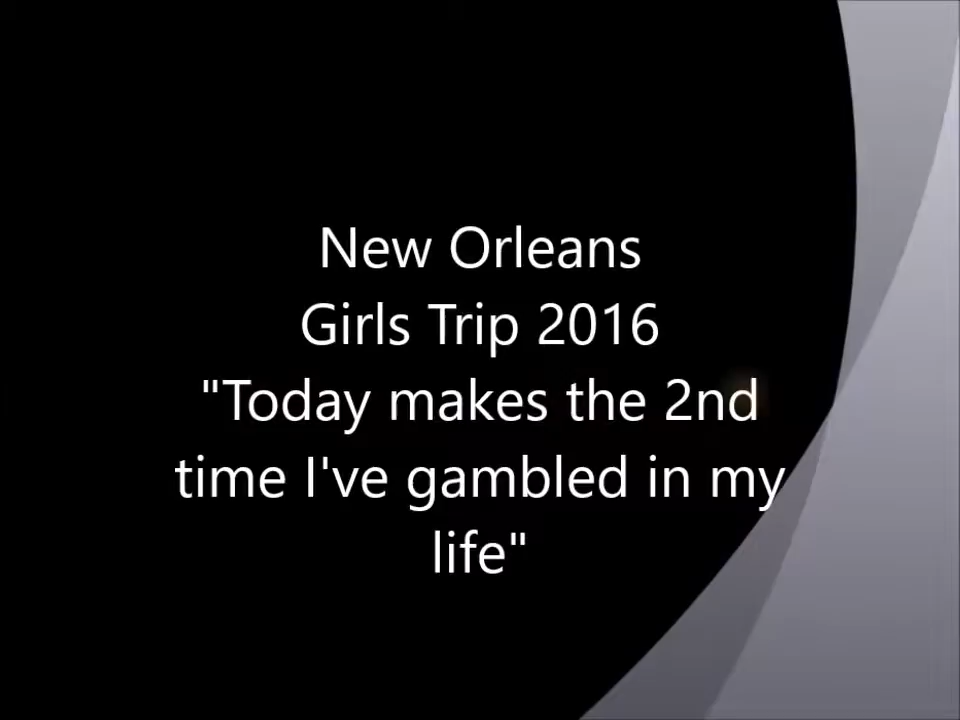 New Orleans
Girls Trip 2016
"Today makes the 2nd
time I've gambled in my
life"